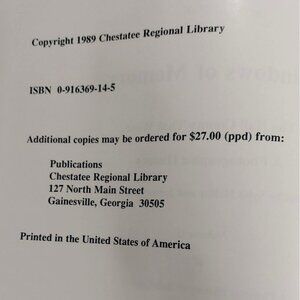 Copyright 1989 Chestatee Regional Library
ISBN 0-916369-14-5
Additional copies may be ordered for $27.00 (ppd) from:
Publications
Chestatee Regional Library
127 North Main Street
Gainesville, Georgia 30505
Printed in the United States of America